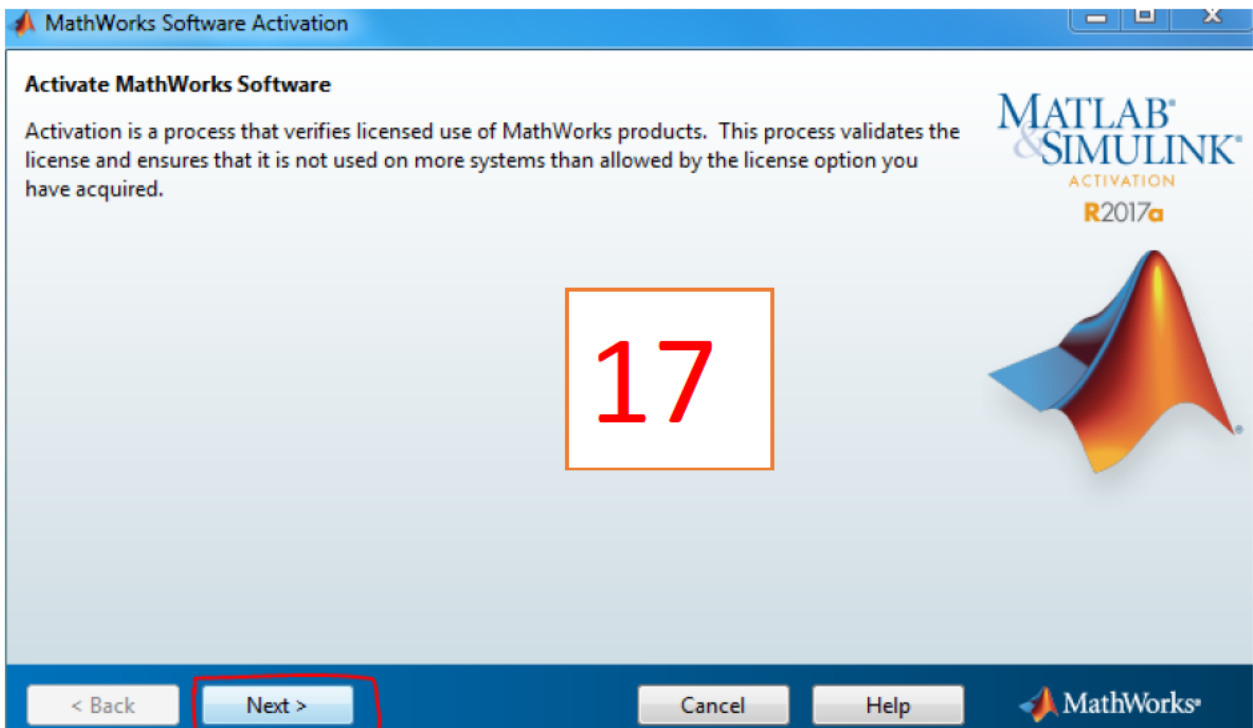 MathWorks Software Activation
Activate MathWorks Software
Activation is a process that verifies licensed use of MathWorks products. This process validates the
license and ensures that it is not used on more systems than allowed by the license option you
have acquired.
MATLAB®
&SIMULINK®
ACTIVATION
R2017a
17
< Back
Next >
Cancel
Help
MathWorks®